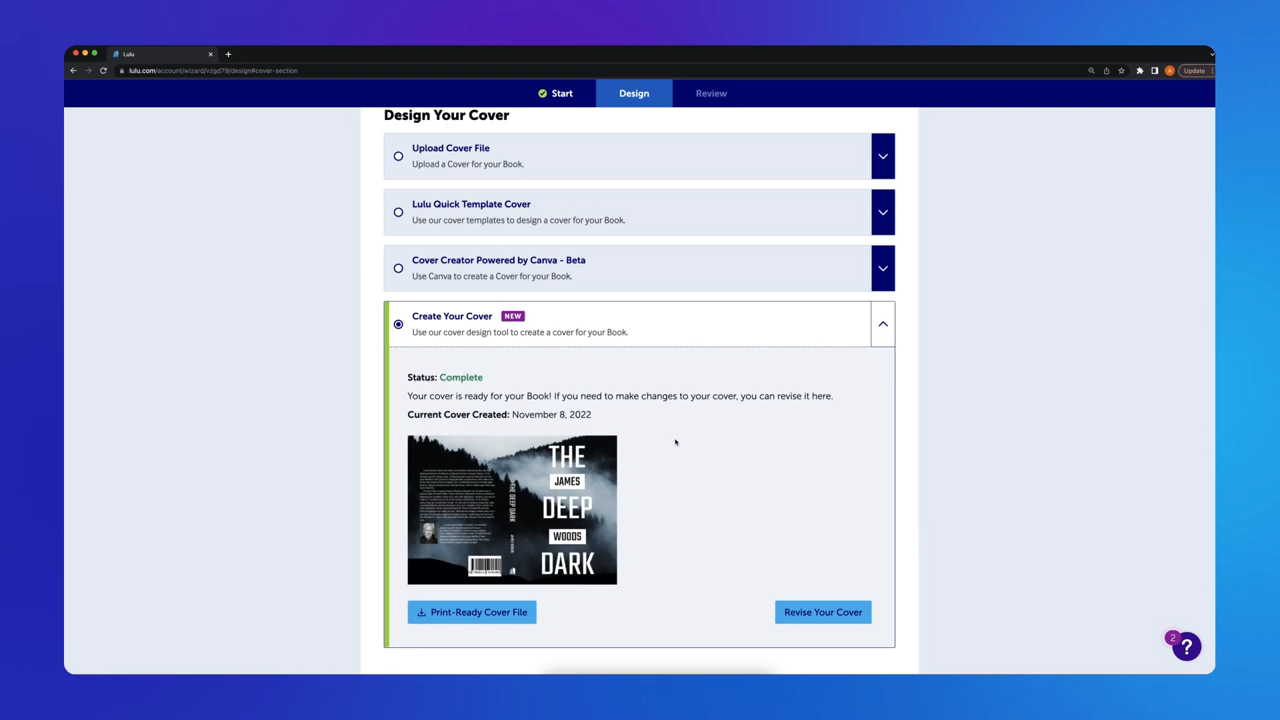 Lulu
lulu.com/account/wizard/vzgd79/design#cover-section
Update
Start
Design
Review
Design Your Cover
Upload Cover File
Upload a Cover for your Book.
Lulu Quick Template Cover
Use our cover templates to design a cover for your Book.
Cover Creator Powered by Canva - Beta
Use Canva to create a Cover for your Book.
Create Your Cover NEW
Use our cover design tool to create a cover for your Book.
Status: Complete
Your cover is ready for your Book! If you need to make changes to your cover, you can revise it here.
Current Cover Created: November 8, 2022
THE DEEP DARK
JAMES WOODS
THE
JAMES
DEEP
WOODS
DARK
Print-Ready Cover File
Revise Your Cover
2
?